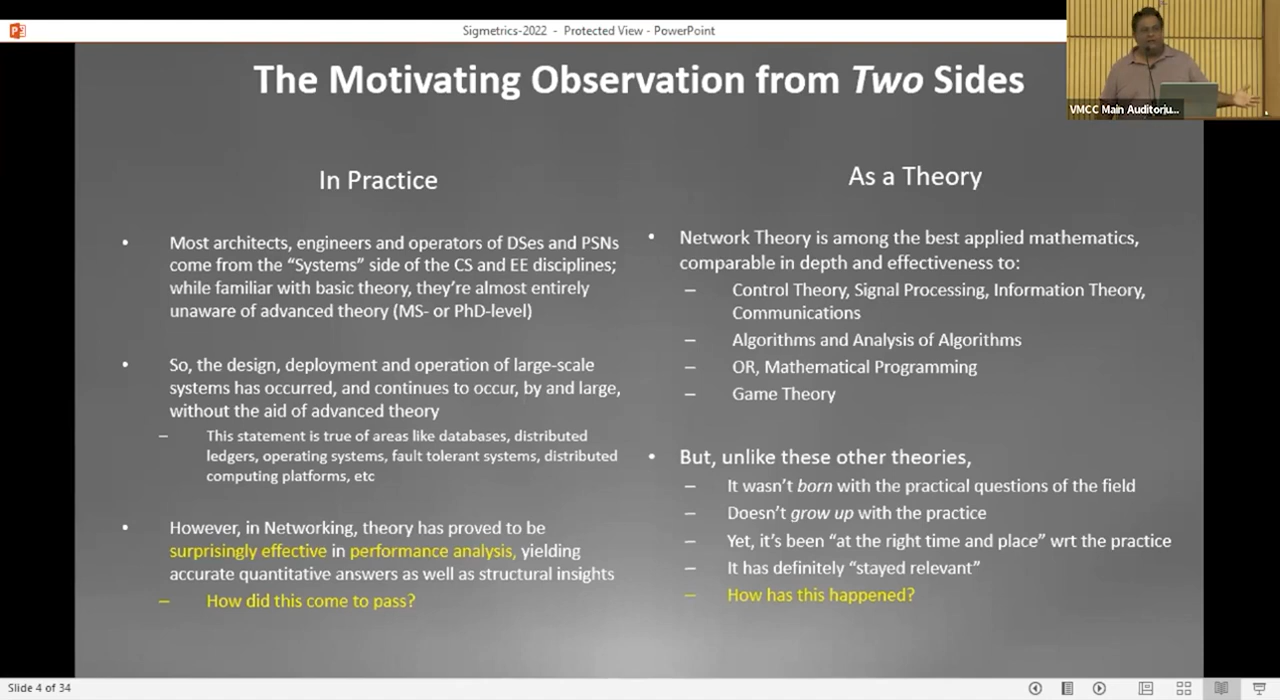 Sigmetrics-2022 - Protected View - PowerPoint
VMCC Main Auditoriu...
The Motivating Observation from Two Sides
In Practice
• Most architects, engineers and operators of DSes and PSNs
come from the “Systems” side of the CS and EE disciplines;
while familiar with basic theory, they’re almost entirely
unaware of advanced theory (MS- or PhD-level)
• So, the design, deployment and operation of large-scale
systems has occurred, and continues to occur, by and large,
without the aid of advanced theory
– This statement is true of areas like databases, distributed
ledgers, operating systems, fault tolerant systems, distributed
computing platforms, etc
• However, in Networking, theory has proved to be
surprisingly effective in performance analysis, yielding
accurate quantitative answers as well as structural insights
– How did this come to pass?
As a Theory
• Network Theory is among the best applied mathematics,
comparable in depth and effectiveness to:
– Control Theory, Signal Processing, Information Theory,
Communications
– Algorithms and Analysis of Algorithms
– OR, Mathematical Programming
– Game Theory
• But, unlike these other theories,
– It wasn’t born with the practical questions of the field
– Doesn’t grow up with the practice
– Yet, it’s been “at the right time and place” wrt the practice
– It has definitely “stayed relevant”
– How has this happened?
Slide 4 of 34